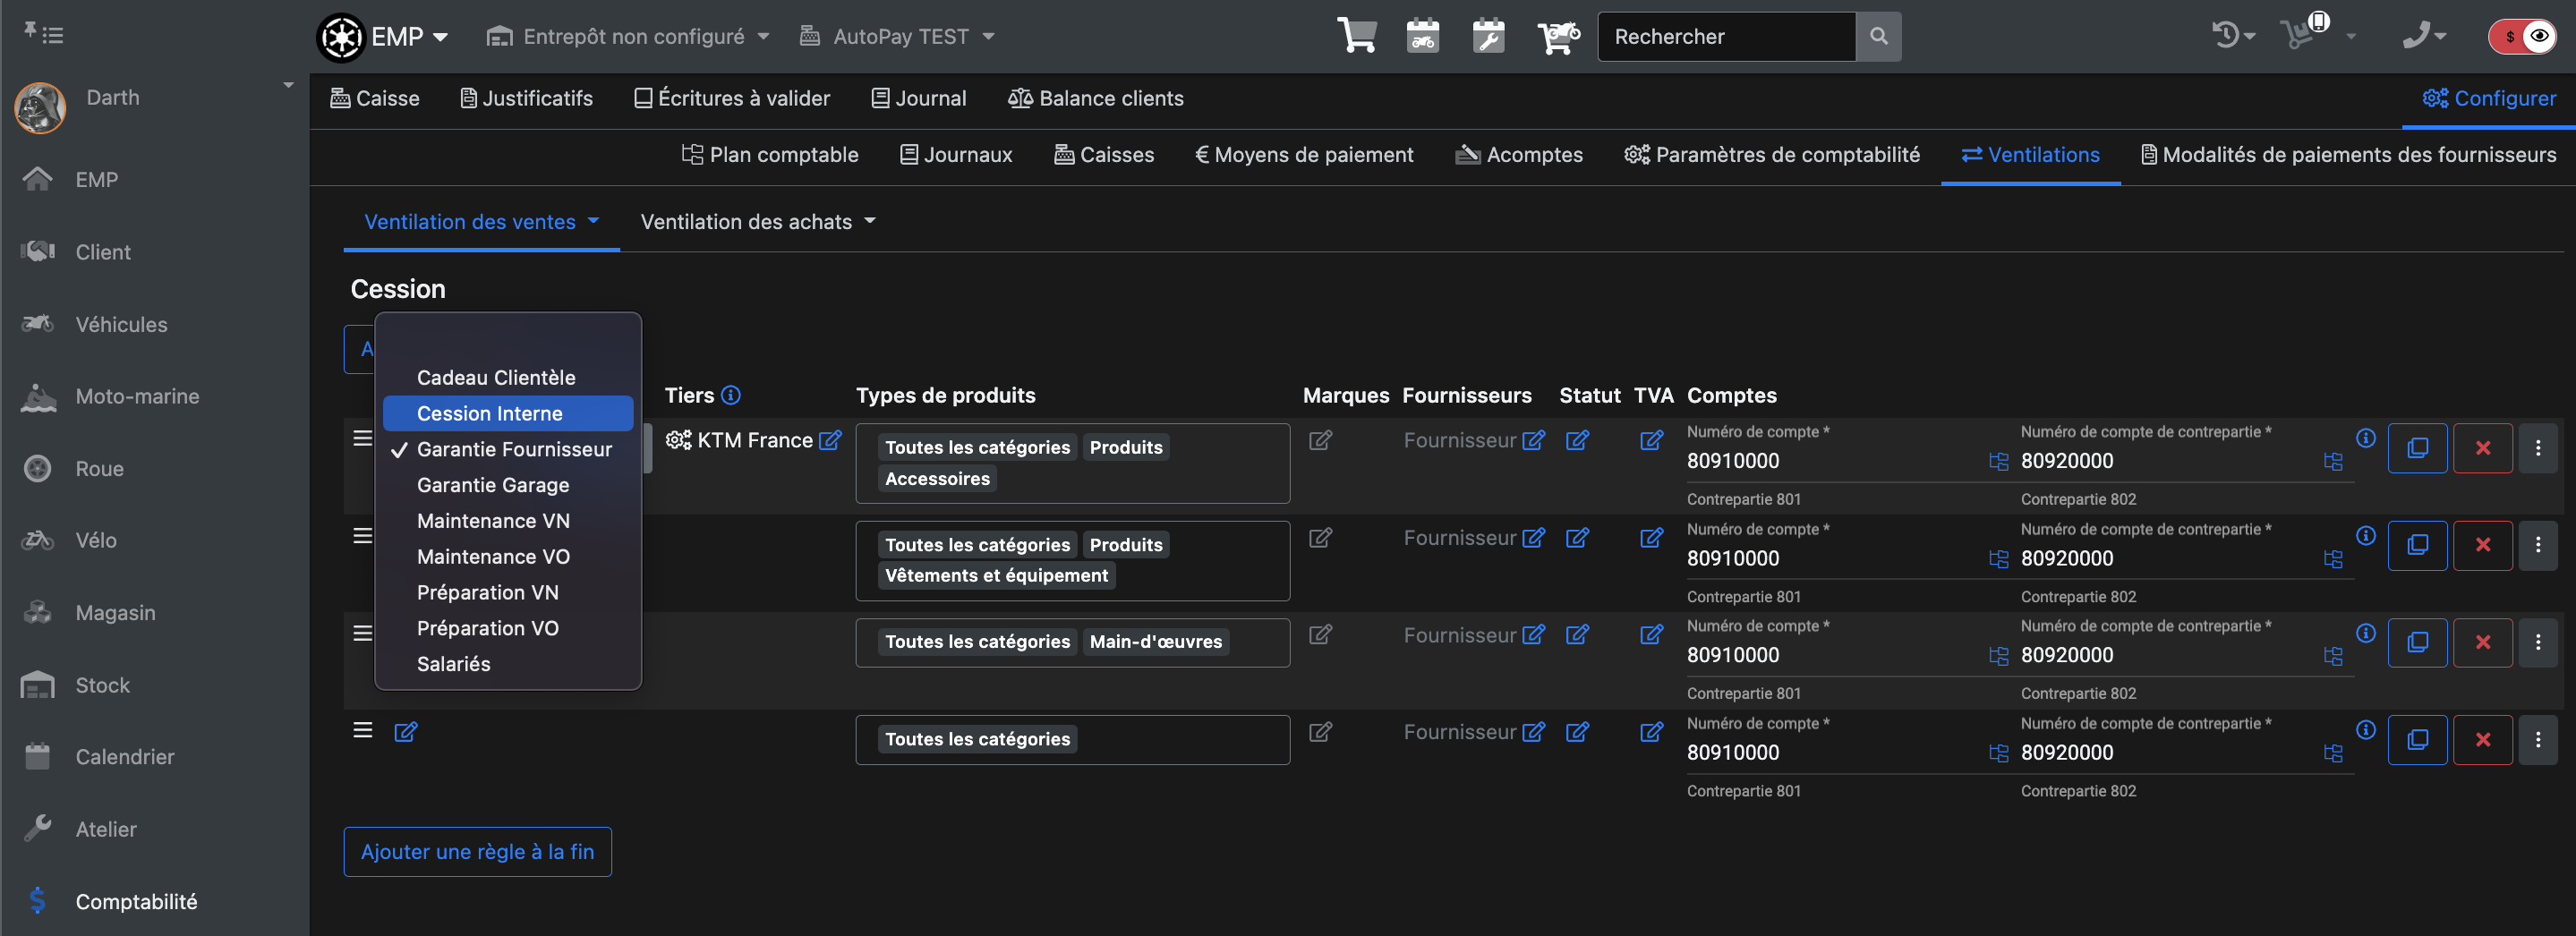 EMP
Entrepôt non configuré
AutoPay TEST
Rechercher
$
Darth
Caisse
Justificatifs
Écritures à valider
Journal
Balance clients
Configurer
Plan comptable
Journaux
Caisses
€ Moyens de paiement
Acomptes
Paramètres de comptabilité
Ventilations
Modalités de paiements des fournisseurs
EMP
Client
Véhicules
Moto-marine
Roue
Vélo
Magasin
Stock
Calendrier
Atelier
$ Comptabilité
Ventilation des ventes
Ventilation des achats
Cession
A
Cadeau Clientèle
Cession Interne
✓ Garantie Fournisseur
Garantie Garage
Maintenance VN
Maintenance VO
Préparation VN
Préparation VO
Salariés
Tiers
Types de produits
Marques
Fournisseurs
Statut
TVA
Comptes
KTM France
Toutes les catégories
Produits
Accessoires
Fournisseur
Numéro de compte *
80910000
Contrepartie 801
Numéro de compte de contrepartie *
80920000
Contrepartie 802
Toutes les catégories
Produits
Vêtements et équipement
Fournisseur
Numéro de compte *
80910000
Contrepartie 801
Numéro de compte de contrepartie *
80920000
Contrepartie 802
Toutes les catégories
Main-d'œuvres
Fournisseur
Numéro de compte *
80910000
Contrepartie 801
Numéro de compte de contrepartie *
80920000
Contrepartie 802
Toutes les catégories
Fournisseur
Numéro de compte *
80910000
Contrepartie 801
Numéro de compte de contrepartie *
80920000
Contrepartie 802
Ajouter une règle à la fin